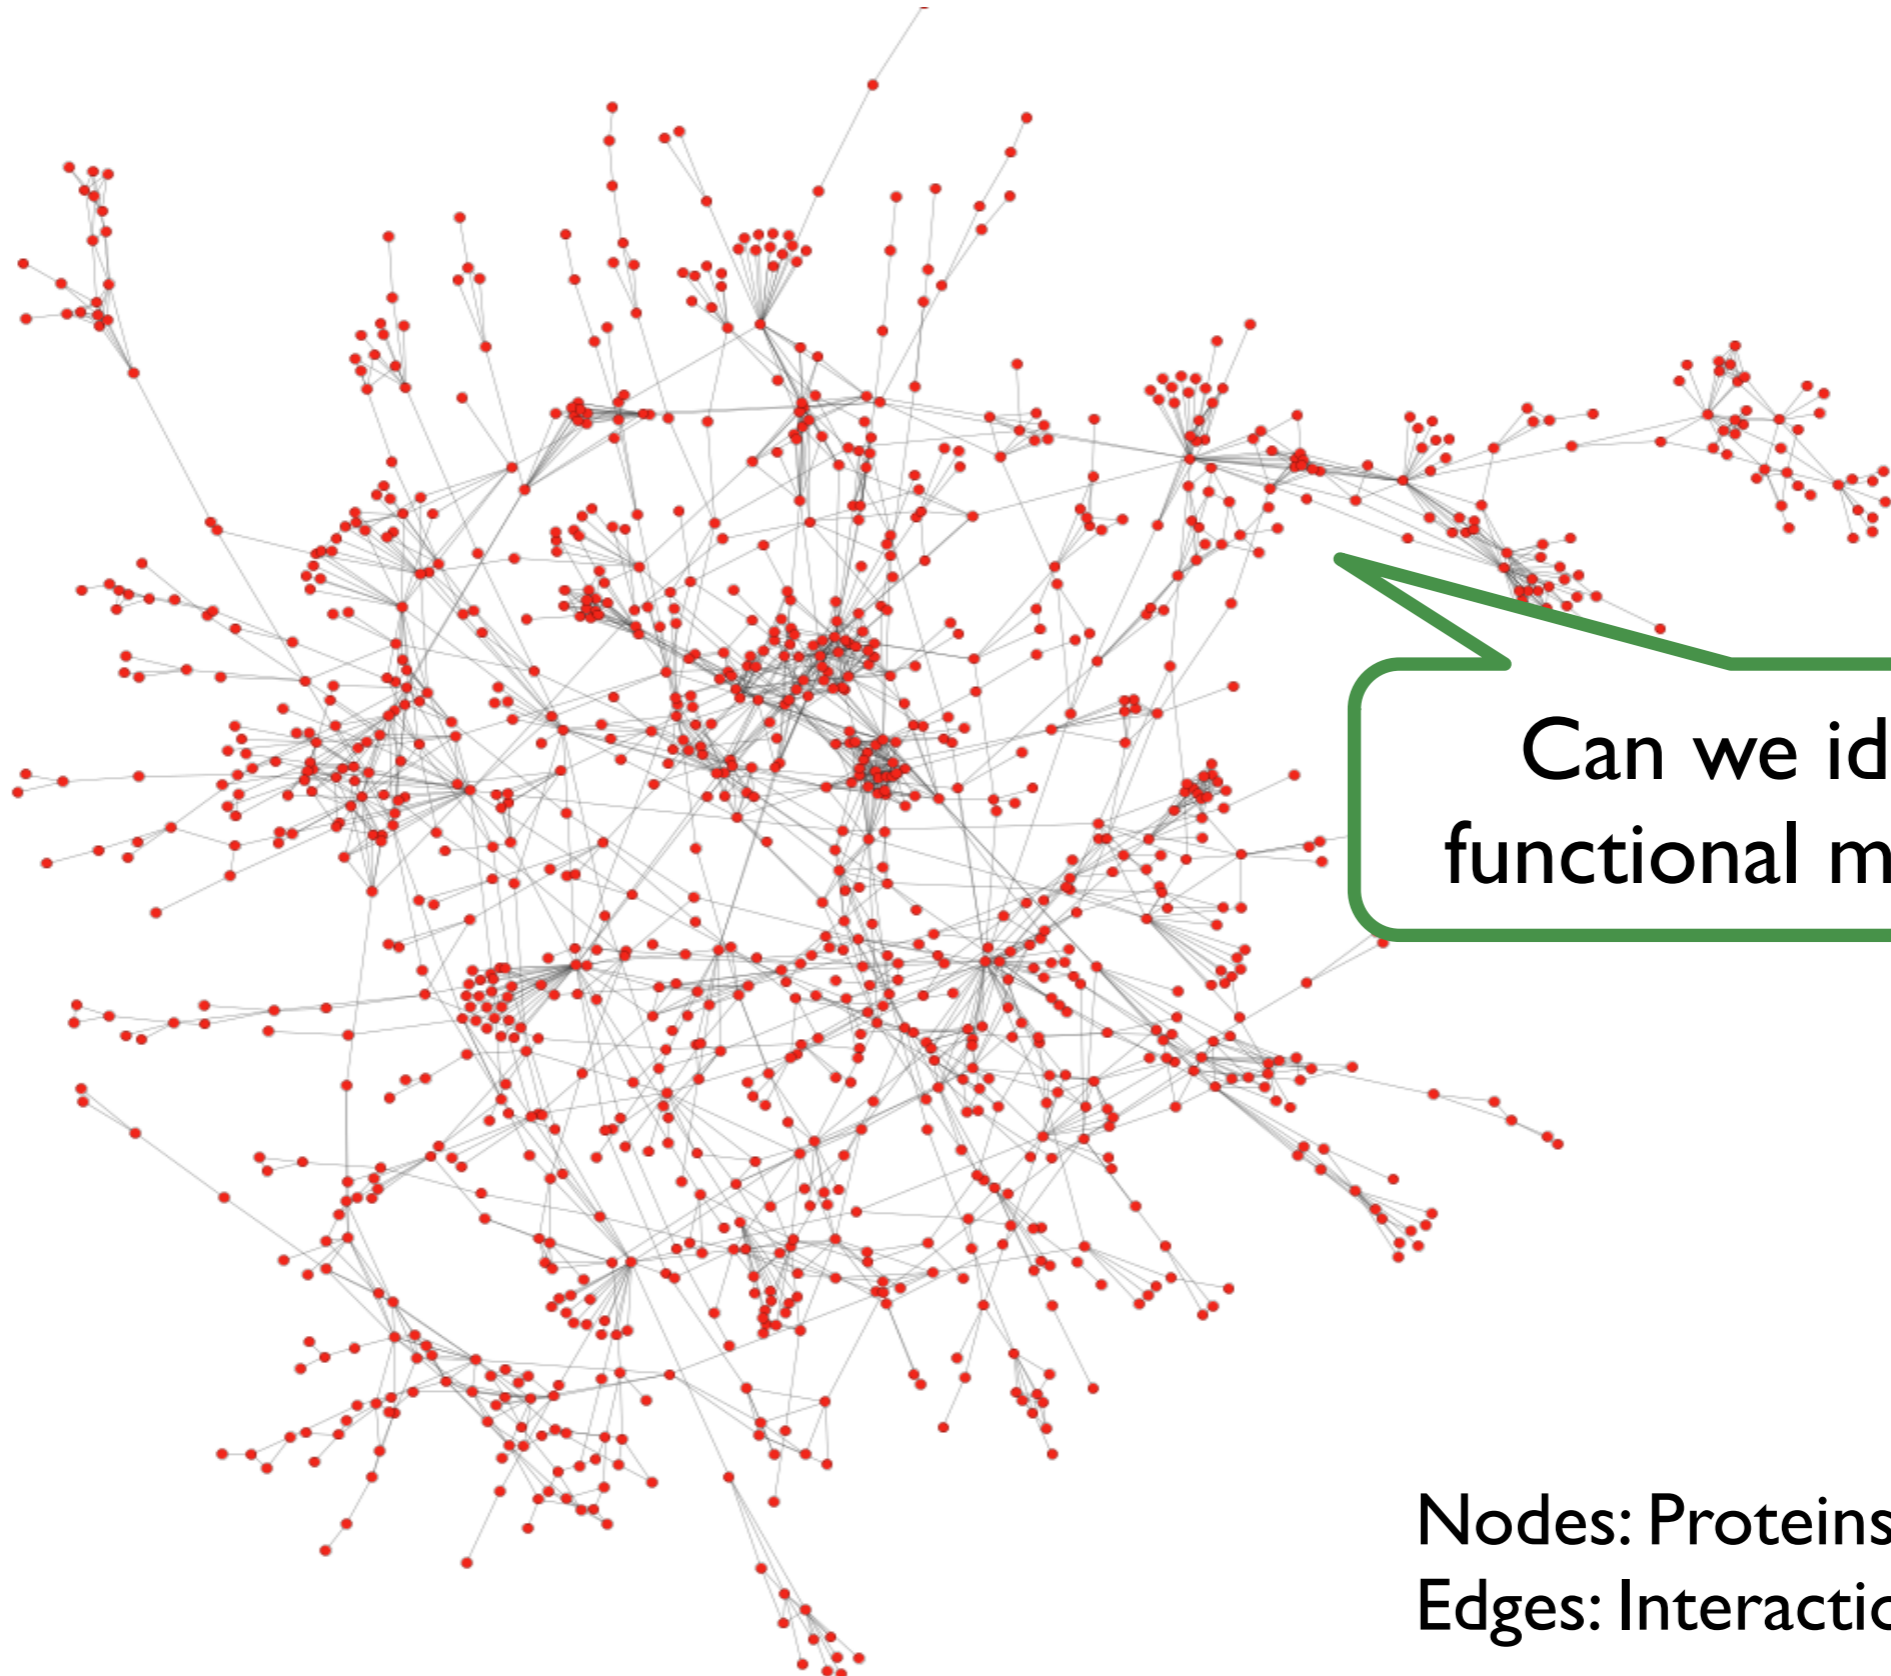 Can we id
functional m
Nodes: Proteins
Edges: Interactio